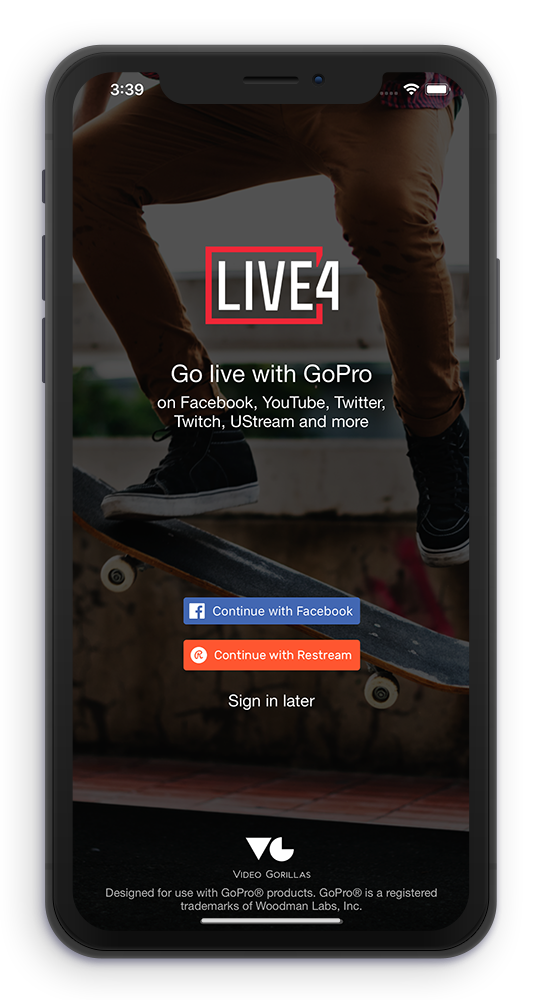 3:39
LIVE4
Go live with GoPro
on Facebook, YouTube, Twitter,
Twitch, UStream and more
Continue with Facebook
Continue with Restream
Sign in later
VIDEO GORILLAS
Designed for use with GoPro® products. GoPro® is a registered
trademarks of Woodman Labs, Inc.